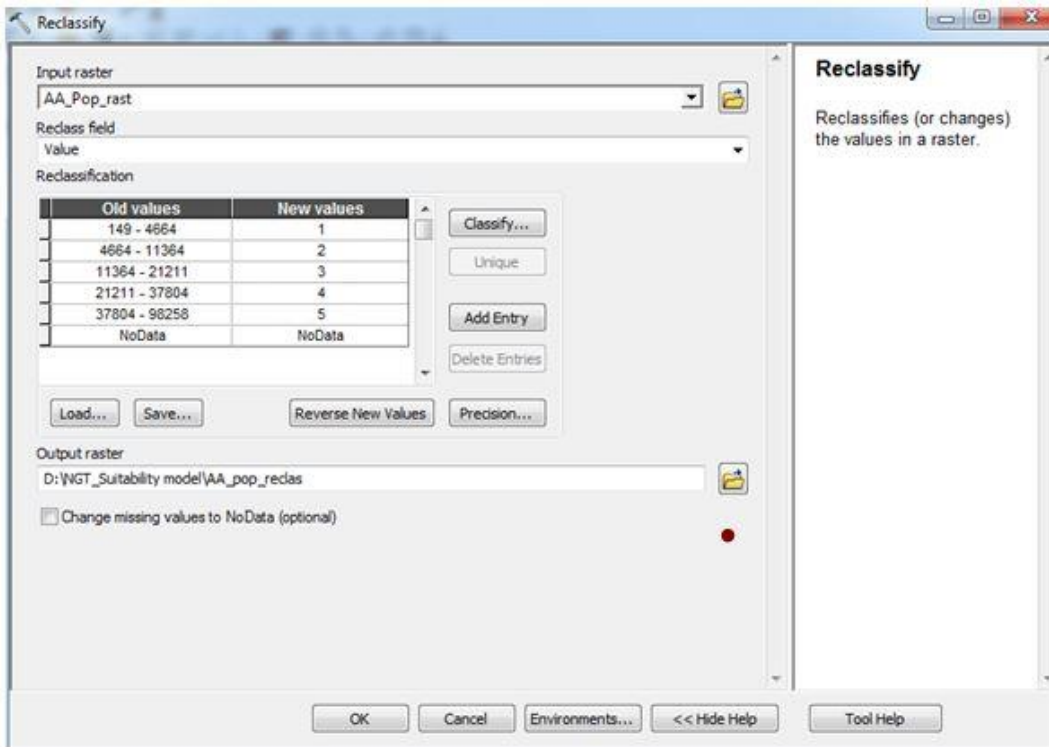 Reclassify
Input raster
AA_Pop_rast
Reclass field
Value
Reclassification
Old values New values
149 - 4664 1
4664 - 11364 2
11364 - 21211 3
21211 - 37804 4
37804 - 98258 5
NoData NoData
Classify...
Unique
Add Entry
Delete Entries
Load... Save... Reverse New Values Precision...
Output raster
D:\NGT_Suitability model\AA_pop_reclas
Change missing values to NoData (optional)
OK Cancel Environments... << Hide Help Tool Help
Reclassify
Reclassifies (or changes)
the values in a raster.